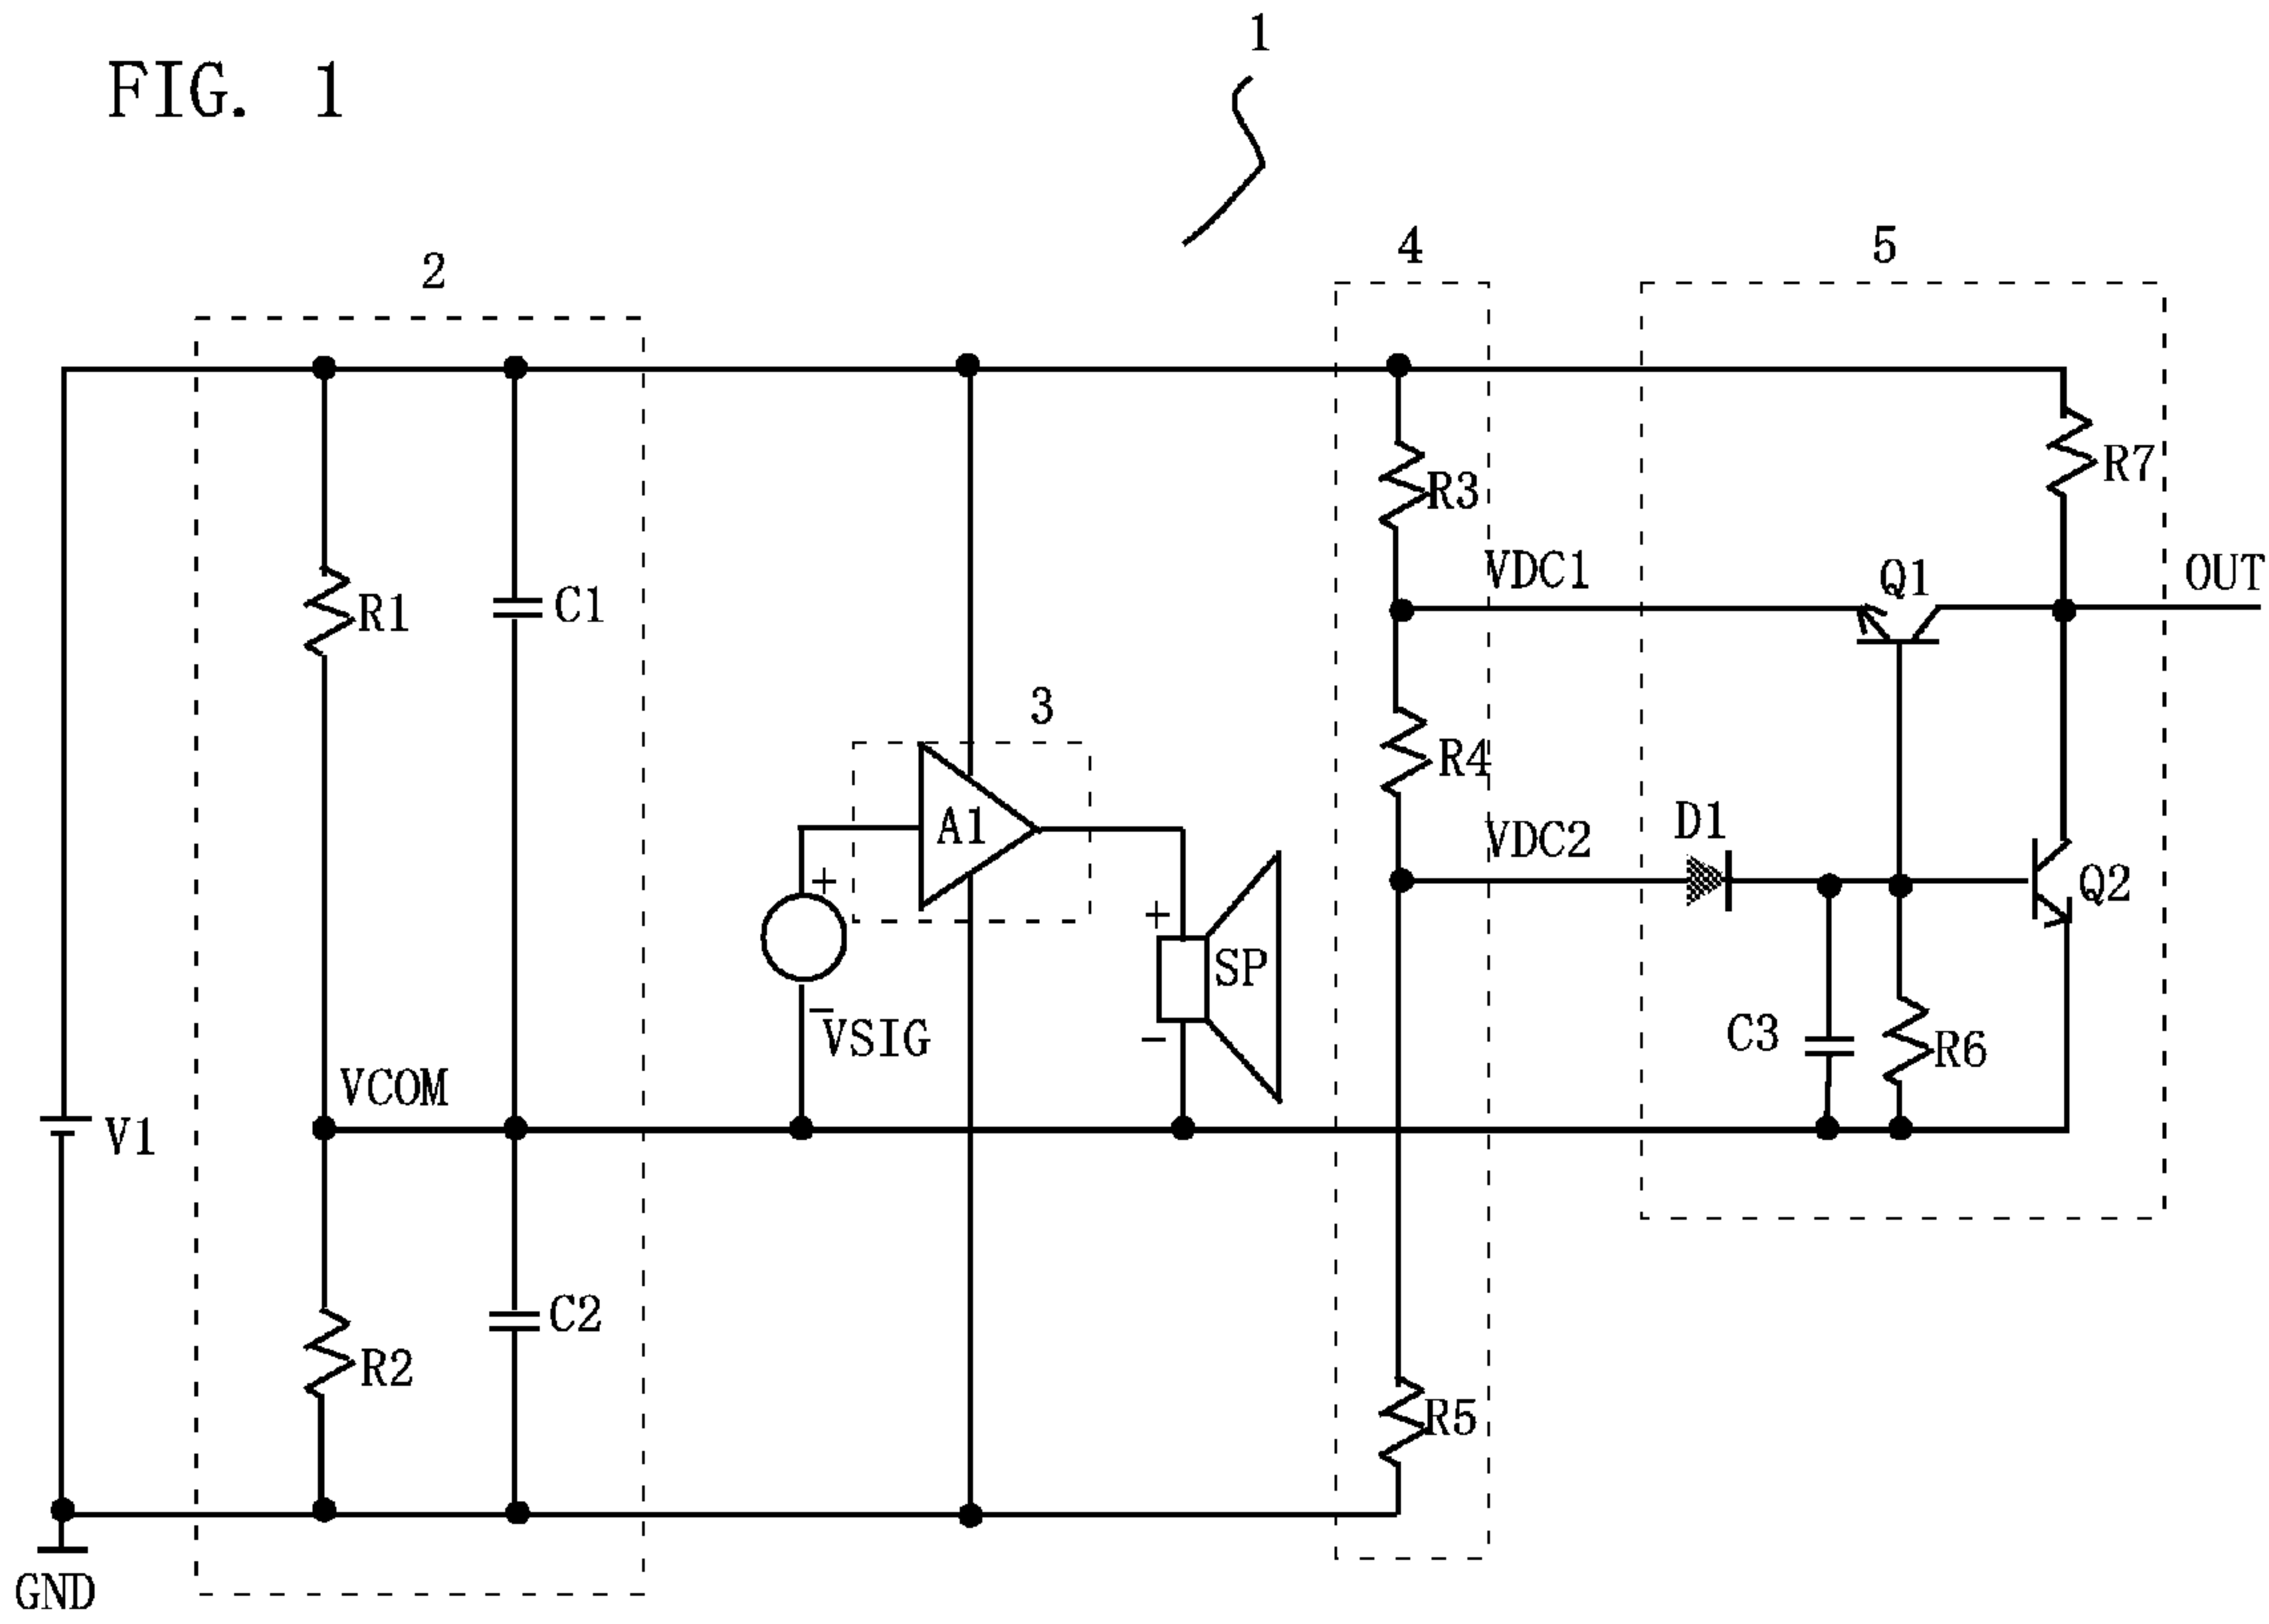 1
FIG. 1
4
5
2
R7
R3
VDC1
Q1
OUT
R1
C1
3
R4
A1
D1
VDC2
+
Q2
+
SP
-
VSIG
-
C3
R6
VCOM
V1
C2
R2
R5
GND